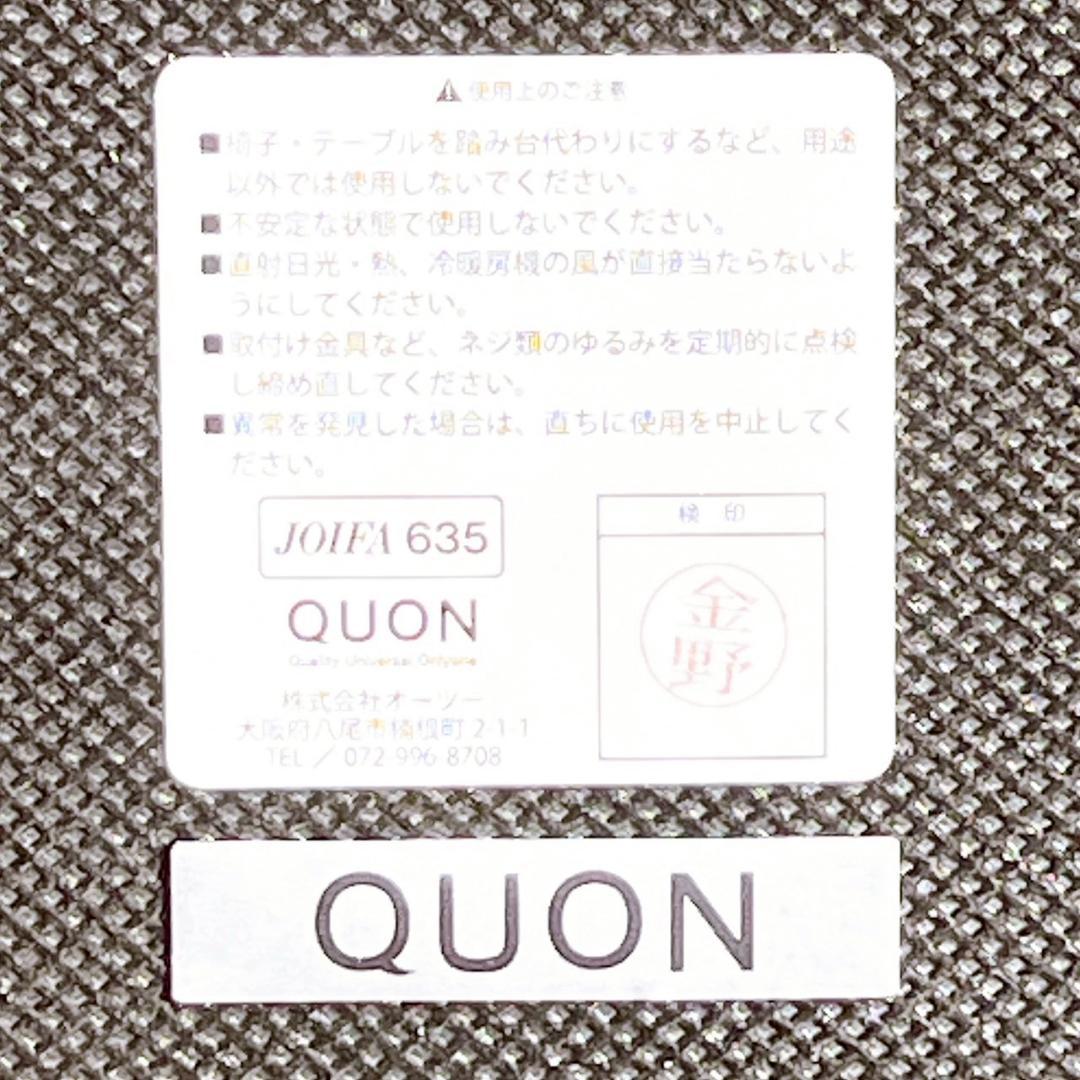 ⚠ 使用上のご注意
■椅子・テーブルを踏み台代わりにするなど、用途
以外では使用しないでください。
■不安定な状態で使用しないでください。
■直射日光・熱、冷暖房機の風が直接当たらないよ
うにしてください。
■取付け金具など、ネジ類のゆるみを定期的に点検
し締め直してください。
■異常を発見した場合は、直ちに使用を中止してく
ださい。
JOIFA 635
QUON
Quality Universal Onlyone
株式会社オーツー
大阪府八尾市楠根町 2-1-1
TEL ／ 072-996-8708
検 印
金野
QUON